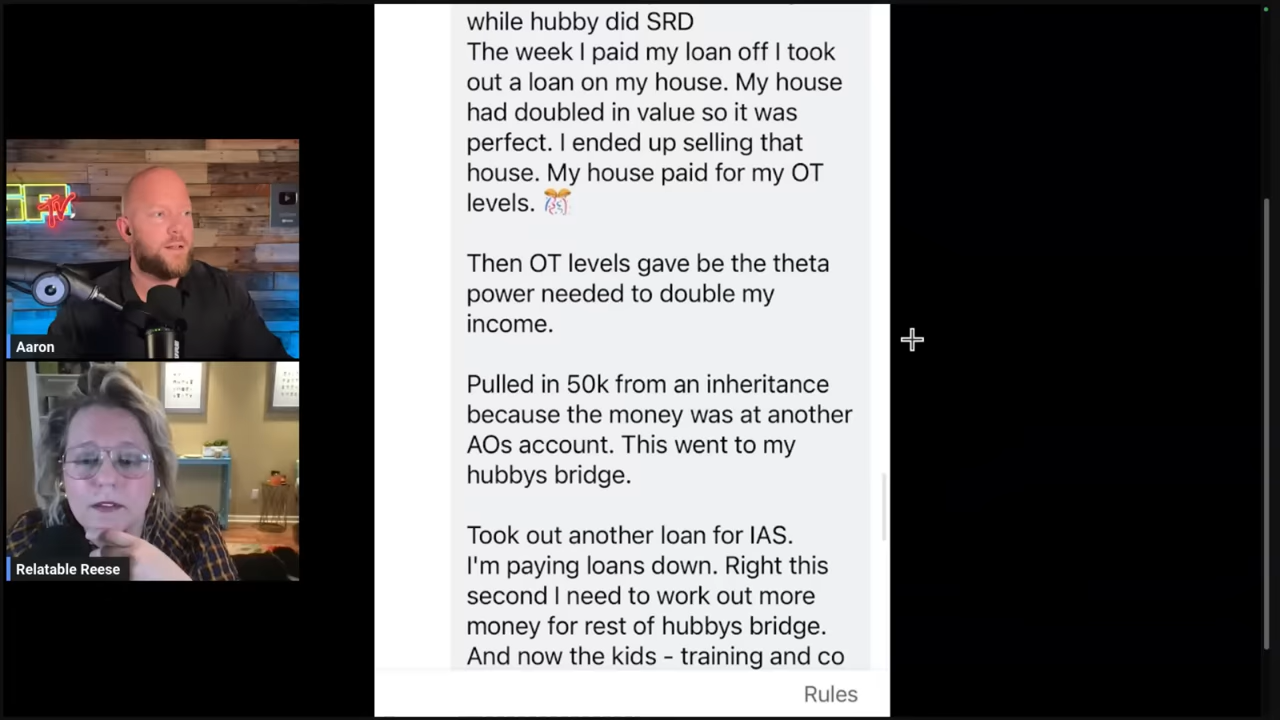 while hubby did SRD
The week I paid my loan off I took
out a loan on my house. My house
had doubled in value so it was
perfect. I ended up selling that
house. My house paid for my OT
levels. 🎊
Then OT levels gave be the theta
power needed to double my
income.
Pulled in 50k from an inheritance
because the money was at another
AOs account. This went to my
hubbys bridge.
Took out another loan for IAS.
I'm paying loans down. Right this
second I need to work out more
money for rest of hubbys bridge.
And now the kids - training and co
Rules
TV
Aaron
Relatable Reese